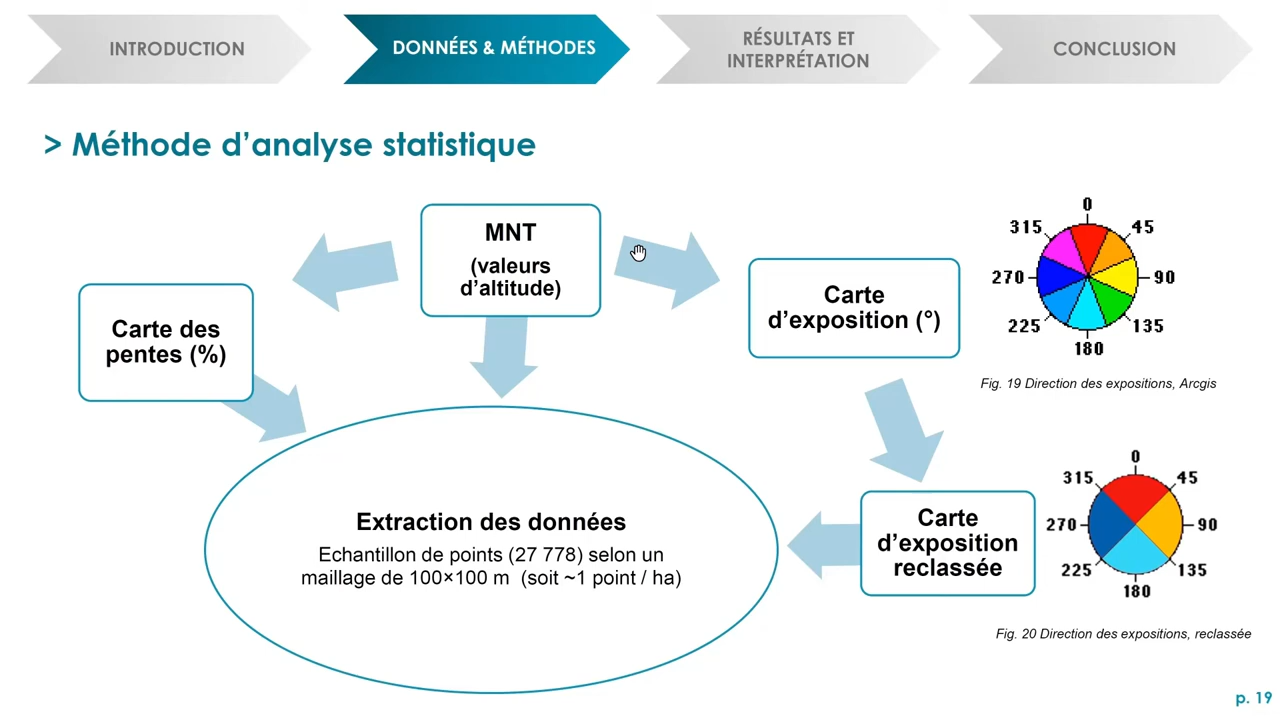 INTRODUCTION
DONNÉES & MÉTHODES
RÉSULTATS ET
INTERPRÉTATION
CONCLUSION
> Méthode d’analyse statistique
MNT
(valeurs
d’altitude)
Carte des
pentes (%)
Carte
d’exposition (°)
0
315
45
270
90
225
135
180
Fig. 19 Direction des expositions, Arcgis
Extraction des données
Echantillon de points (27 778) selon un
maillage de 100×100 m (soit ~1 point / ha)
Carte
d’exposition
reclassée
0
315
45
270
90
225
135
180
Fig. 20 Direction des expositions, reclassée
p. 19